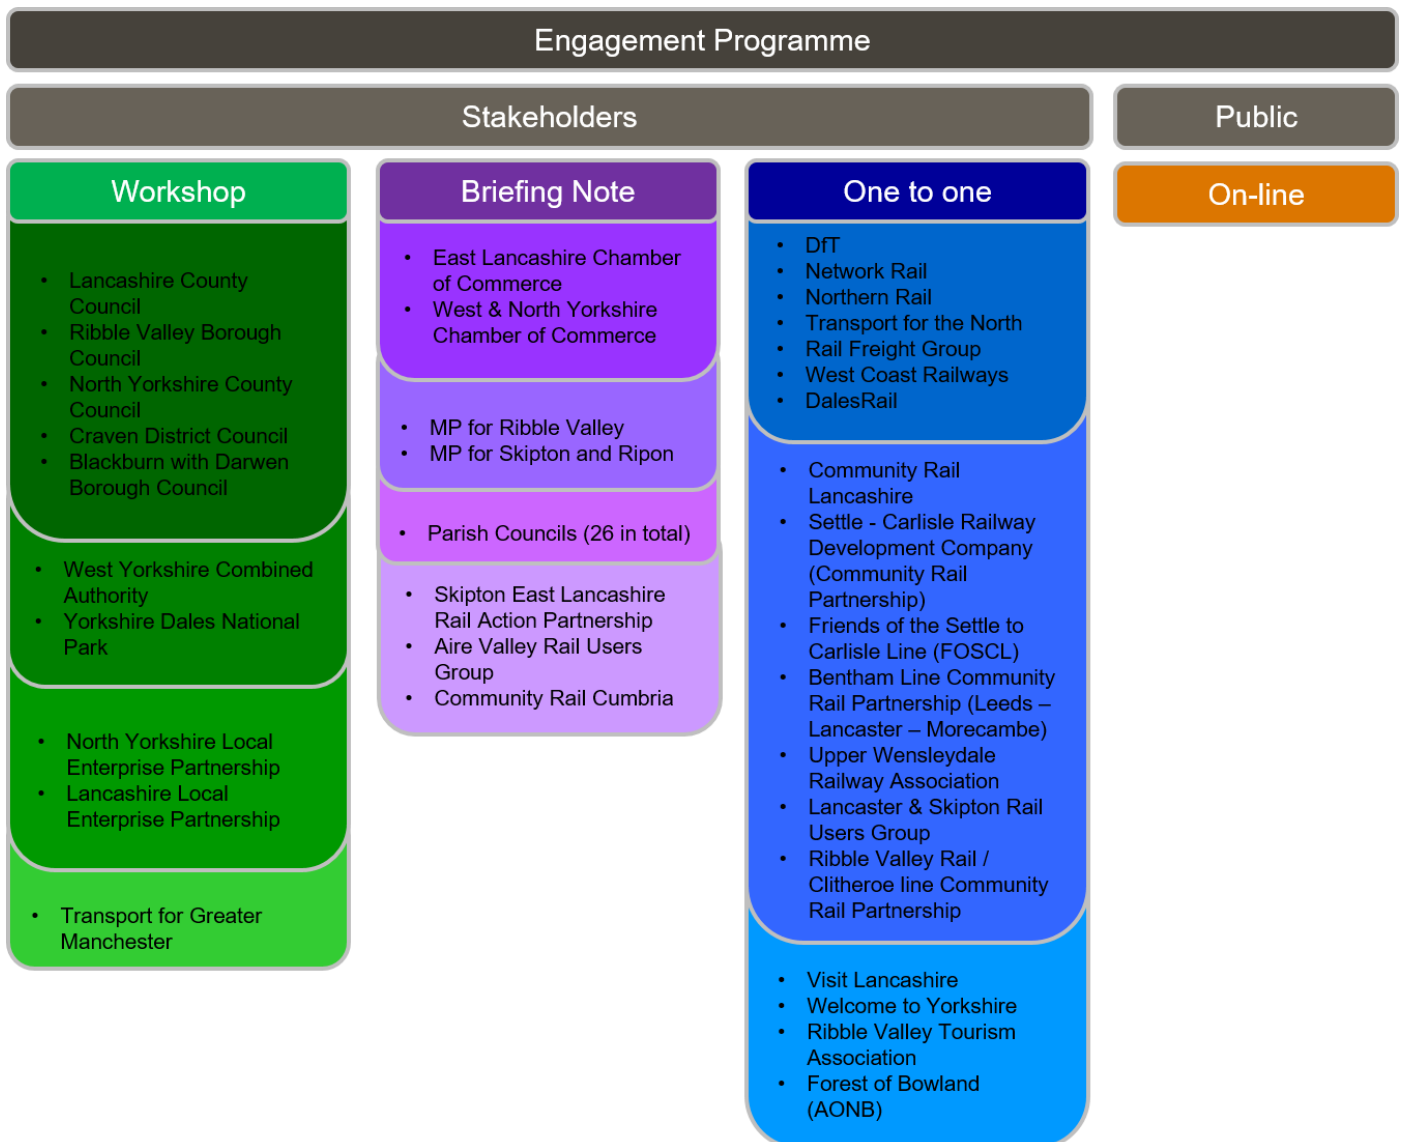 Engagement Programme
Stakeholders
Public
Workshop
• Lancashire County
Council
• Ribble Valley Borough
Council
• North Yorkshire County
Council
• Craven District Council
• Blackburn with Darwen
Borough Council
• West Yorkshire Combined
Authority
• Yorkshire Dales National
Park
• North Yorkshire Local
Enterprise Partnership
• Lancashire Local
Enterprise Partnership
• Transport for Greater
Manchester
Briefing Note
• East Lancashire Chamber
of Commerce
• West & North Yorkshire
Chamber of Commerce
• MP for Ribble Valley
• MP for Skipton and Ripon
• Parish Councils (26 in total)
• Skipton East Lancashire
Rail Action Partnership
• Aire Valley Rail Users
Group
• Community Rail Cumbria
One to one
• DfT
• Network Rail
• Northern Rail
• Transport for the North
• Rail Freight Group
• West Coast Railways
• DalesRail
• Community Rail
Lancashire
• Settle - Carlisle Railway
Development Company
(Community Rail
Partnership)
• Friends of the Settle to
Carlisle Line (FOSCL)
• Bentham Line Community
Rail Partnership (Leeds –
Lancaster – Morecambe)
• Upper Wensleydale
Railway Association
• Lancaster & Skipton Rail
Users Group
• Ribble Valley Rail /
Clitheroe line Community
Rail Partnership
• Visit Lancashire
• Welcome to Yorkshire
• Ribble Valley Tourism
Association
• Forest of Bowland
(AONB)
On-line